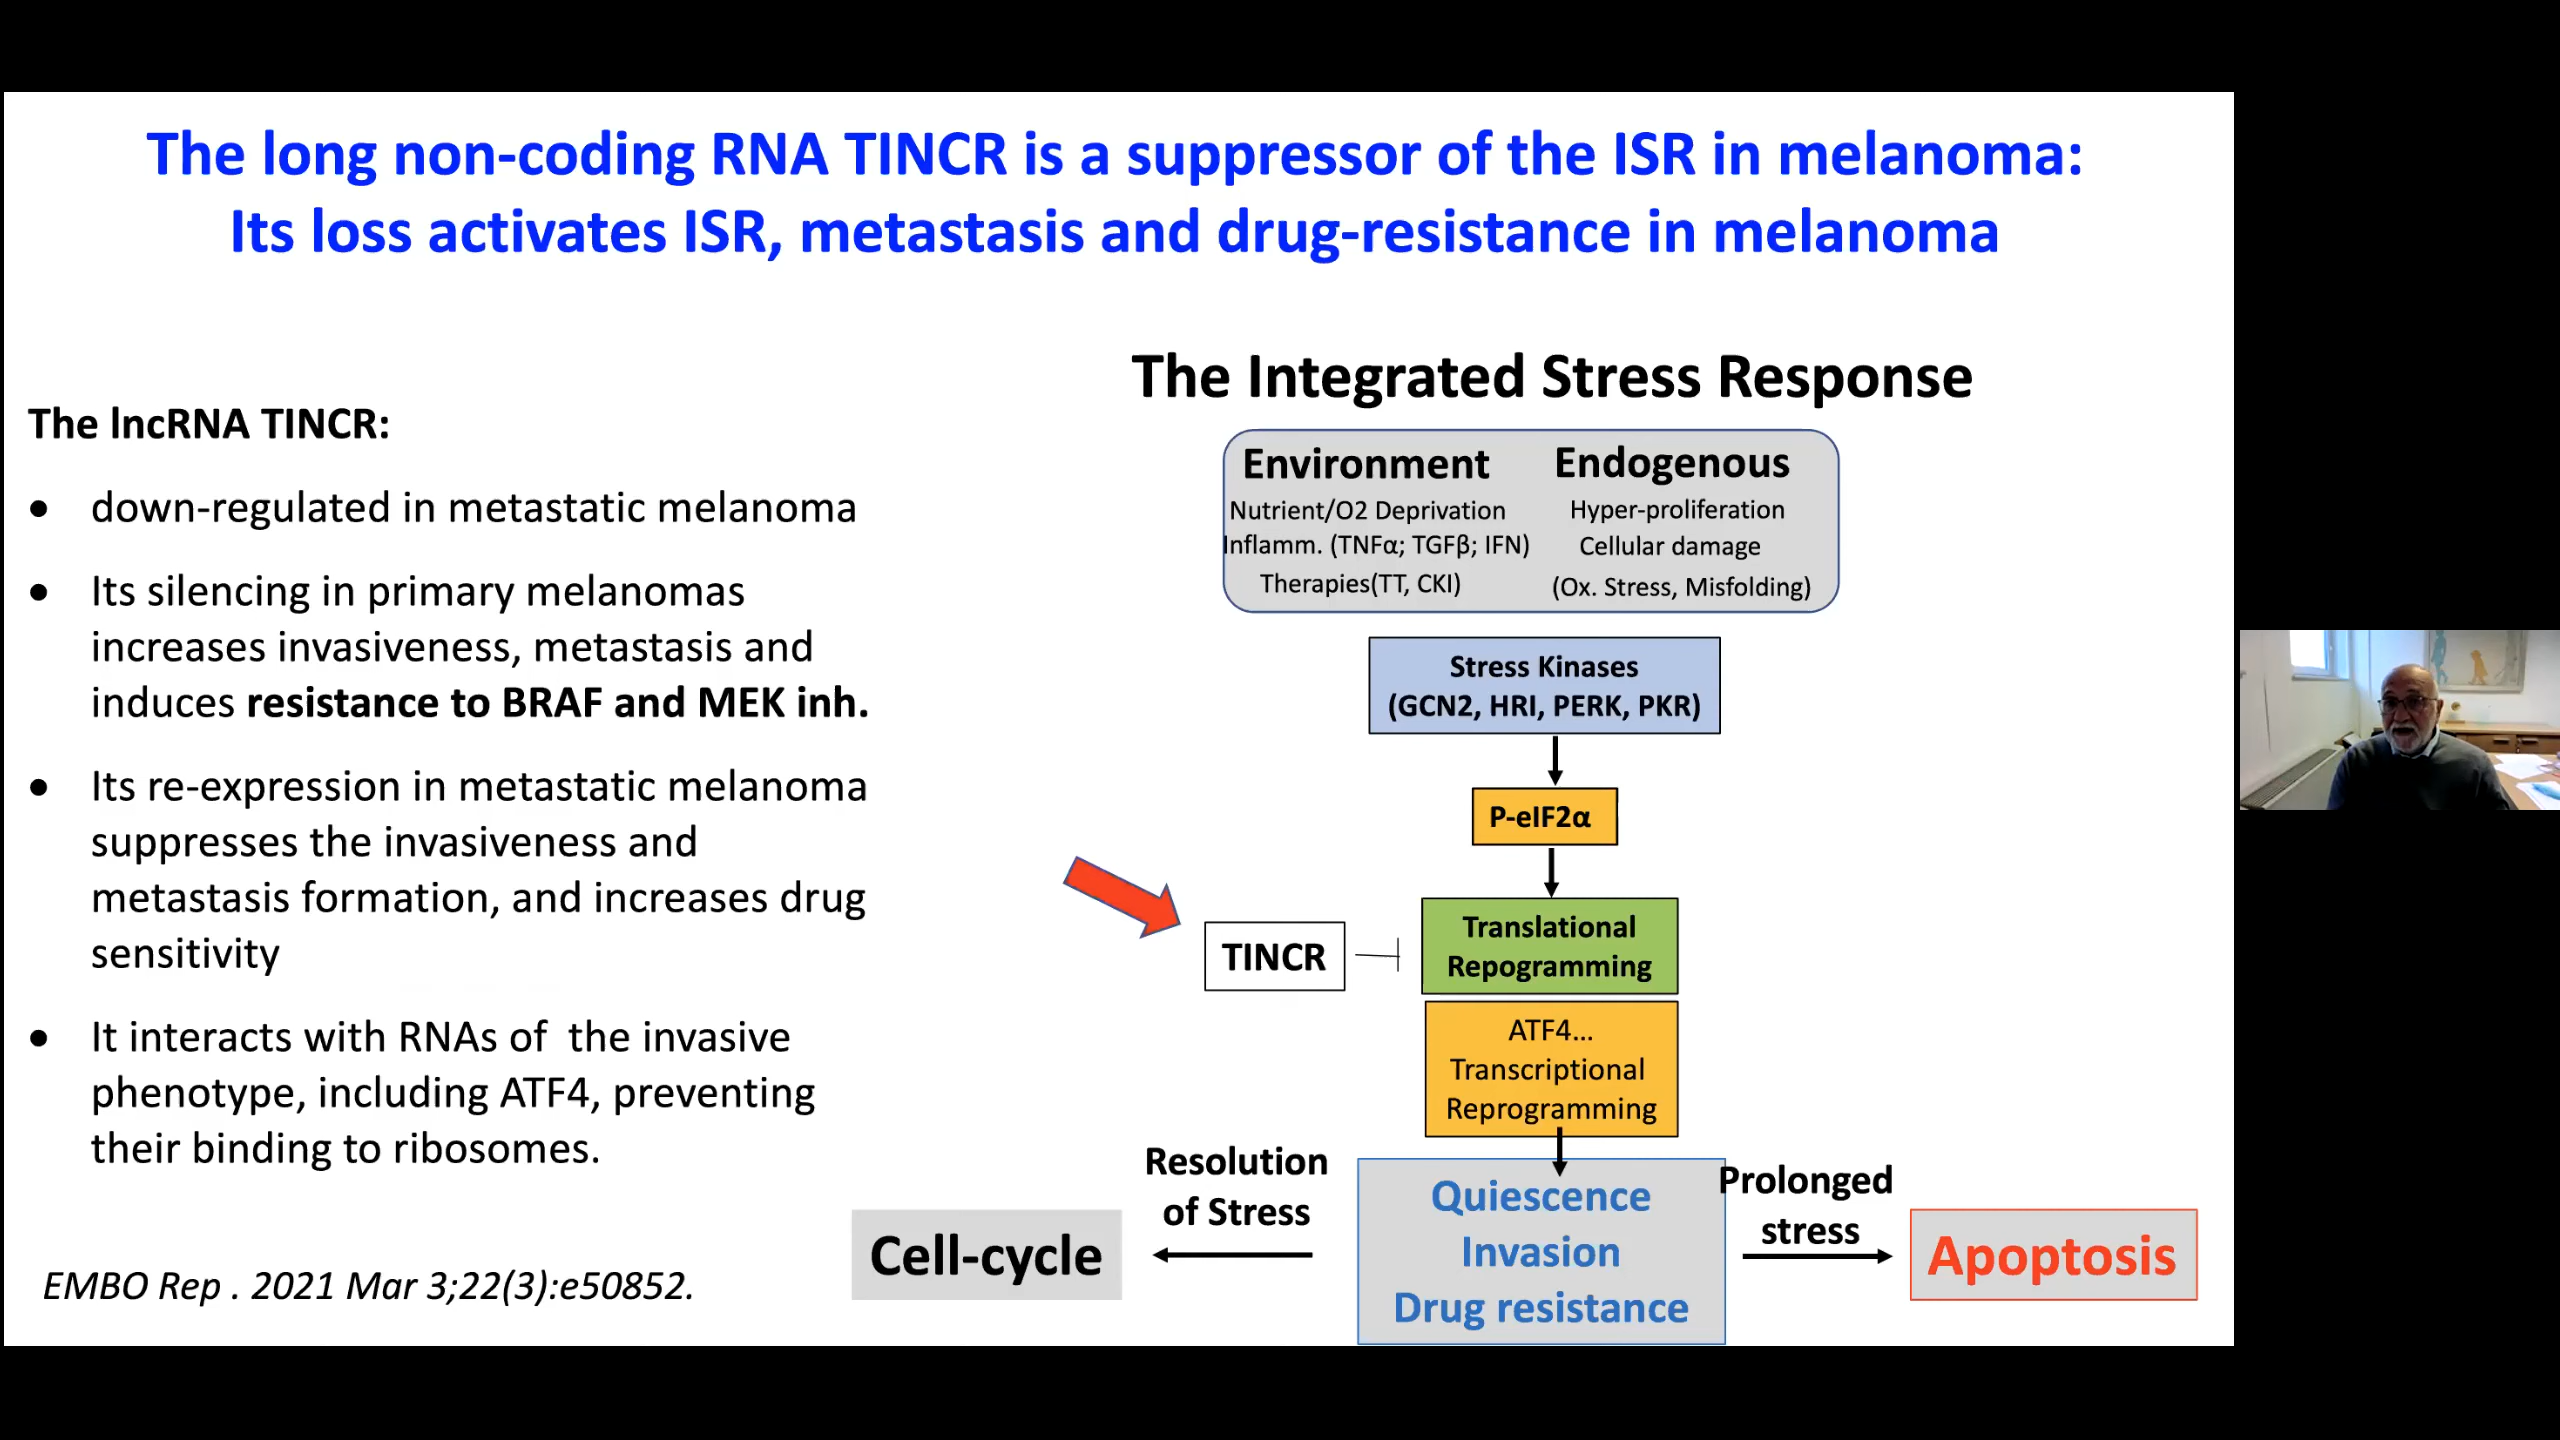 The long non-coding RNA TINCR is a suppressor of the ISR in melanoma:
Its loss activates ISR, metastasis and drug-resistance in melanoma
The lncRNA TINCR:
• down-regulated in metastatic melanoma
• Its silencing in primary melanomas
increases invasiveness, metastasis and
induces resistance to BRAF and MEK inh.
• Its re-expression in metastatic melanoma
suppresses the invasiveness and
metastasis formation, and increases drug
sensitivity
• It interacts with RNAs of the invasive
phenotype, including ATF4, preventing
their binding to ribosomes.
EMBO Rep . 2021 Mar 3;22(3):e50852.
The Integrated Stress Response
Environment
Nutrient/O2 Deprivation
Inflamm. (TNFα; TGFβ; IFN)
Therapies(TT, CKI)
Endogenous
Hyper-proliferation
Cellular damage
(Ox. Stress, Misfolding)
Stress Kinases
(GCN2, HRI, PERK, PKR)
P-eIF2α
TINCR
Translational
Repogramming
ATF4...
Transcriptional
Reprogramming
Resolution
of Stress
Cell-cycle
Quiescence
Invasion
Drug resistance
Prolonged
stress
Apoptosis